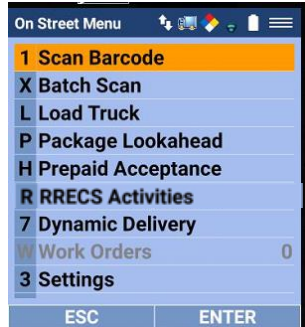 On Street Menu
1 Scan Barcode
X Batch Scan
L Load Truck
P Package Lookahead
H Prepaid Acceptance
R RRECS Activities
7 Dynamic Delivery
W Work Orders 0
3 Settings
ESC ENTER